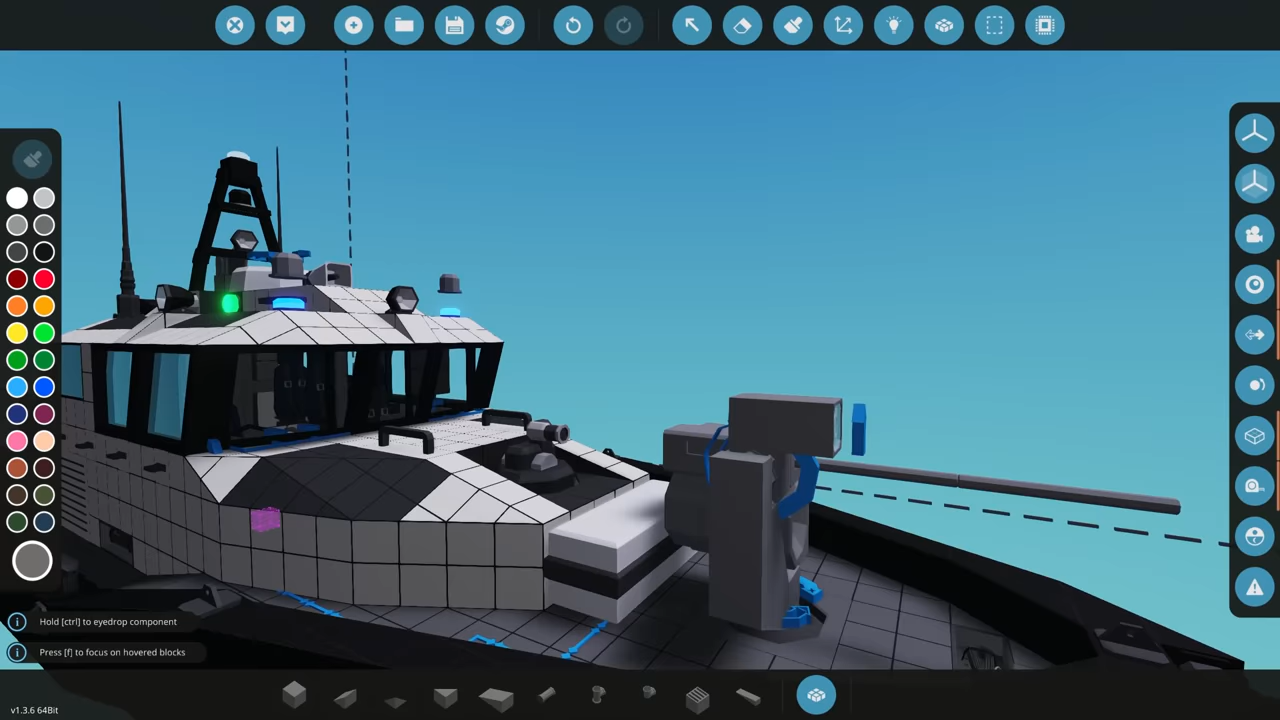 Hold [ctrl] to eyedrop component
Press [f] to focus on hovered blocks
v1.3.6 64Bit